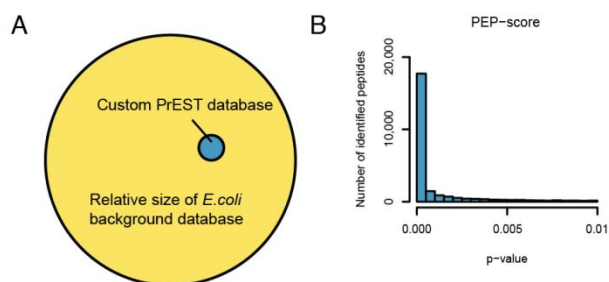 A
Custom PrEST database
Relative size of E.coli
background database
B
PEP-score
Number of identified peptides
20,000
10,000
0
0.000
0.005
0.01
p-value